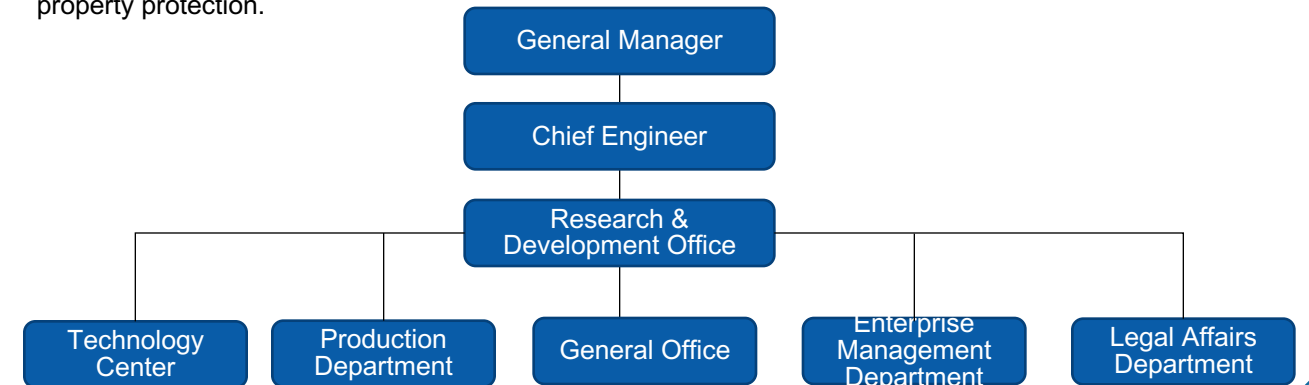 property protection.
General Manager
Chief Engineer
Research &
Development Office
Technology
Center
Production
Department
General Office
Enterprise
Management
Department
Legal Affairs
Department